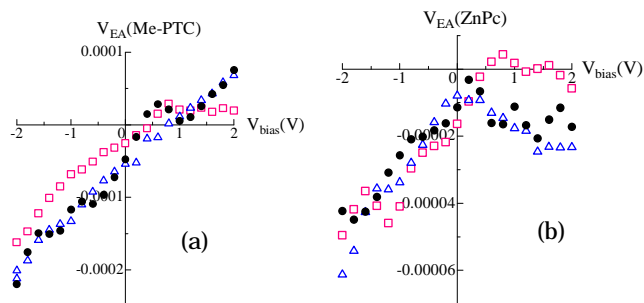 V_EA(Me-PTC)
0.0001
-2 -1 0 1 2 V_bias(V)
-0.0001
-0.0002
(a)
V_EA(ZnPc)
-2 -1 0 1 2 V_bias(V)
-0.00002
-0.00004
-0.00006
(b)